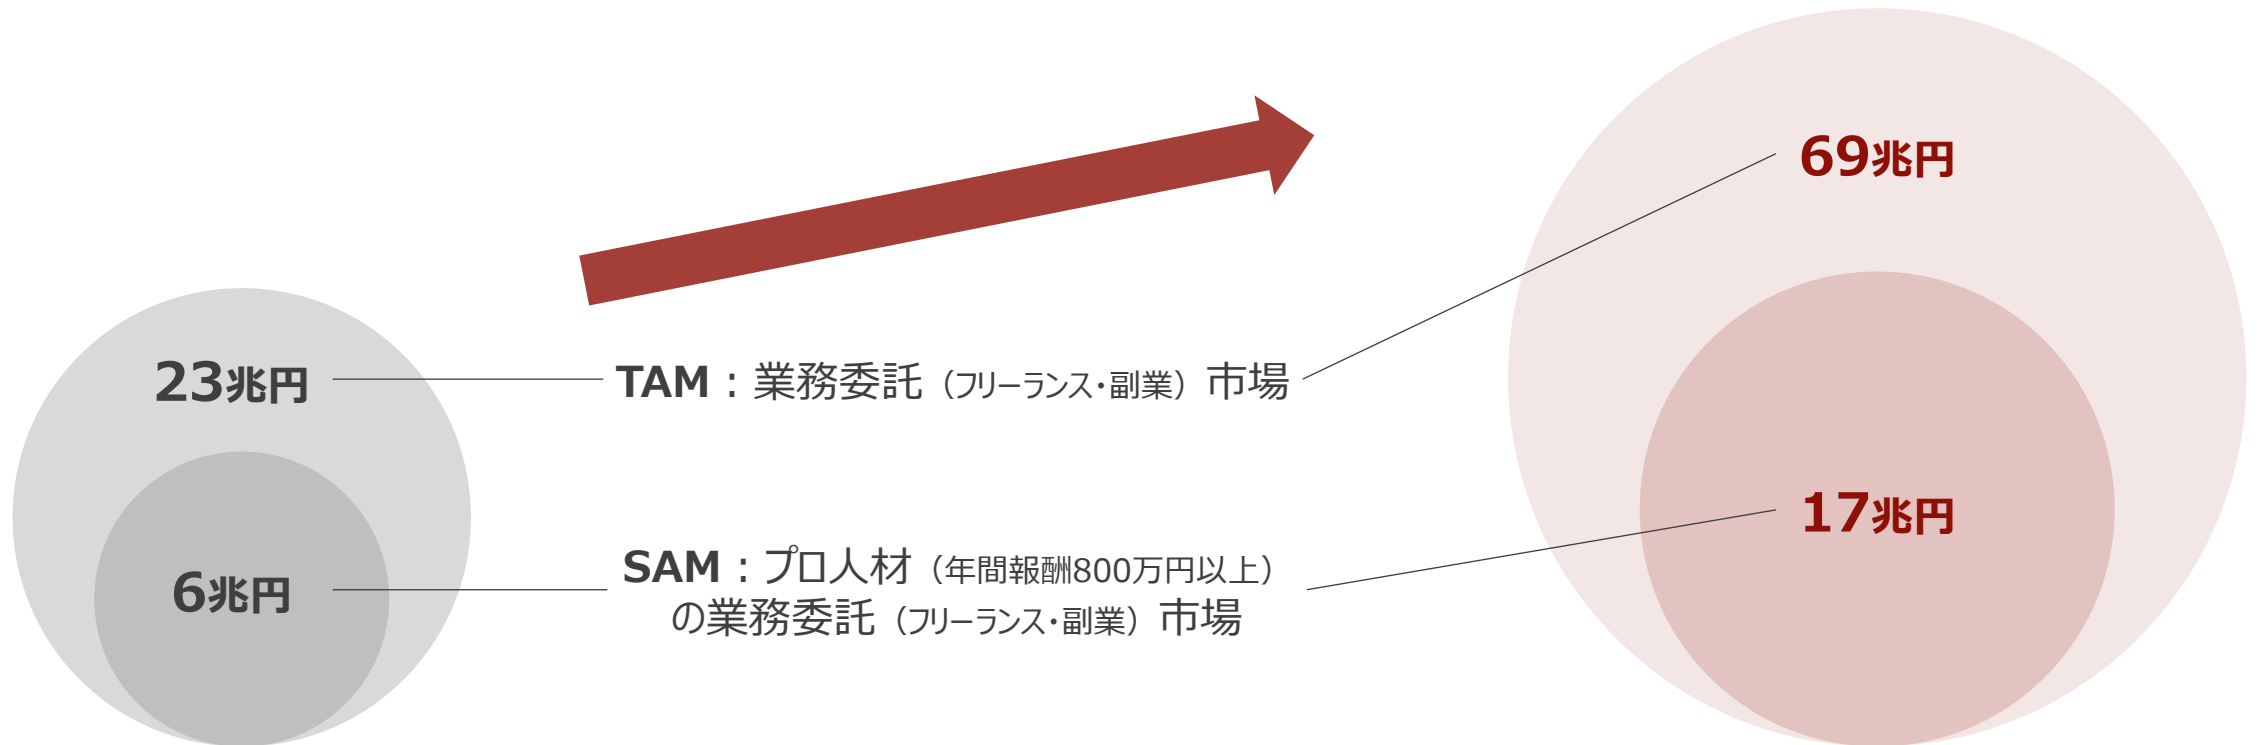 69兆円
23兆円
TAM：業務委託（フリーランス・副業）市場
17兆円
6兆円
SAM：プロ人材（年間報酬800万円以上）
の業務委託（フリーランス・副業）市場